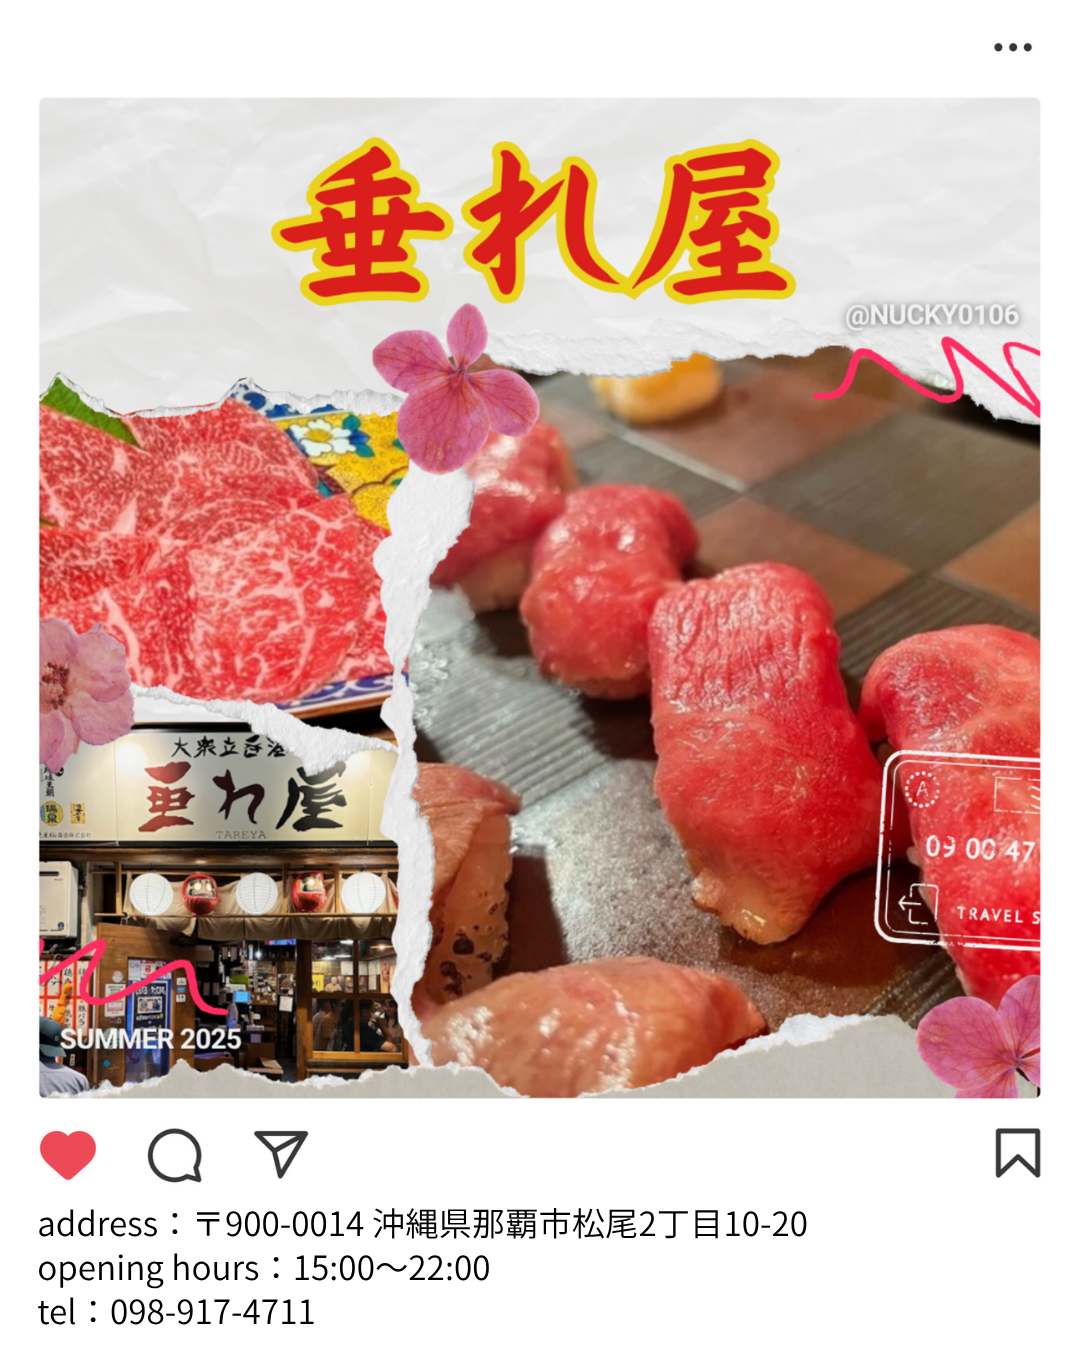 垂れ屋
@NUCKY0106
大衆立呑酒
垂れ屋
TAREYA
A
09 00 47
TRAVEL S
SUMMER 2025
address：〒900-0014 沖縄県那覇市松尾2丁目10-20
opening hours：15:00～22:00
tel：098-917-4711